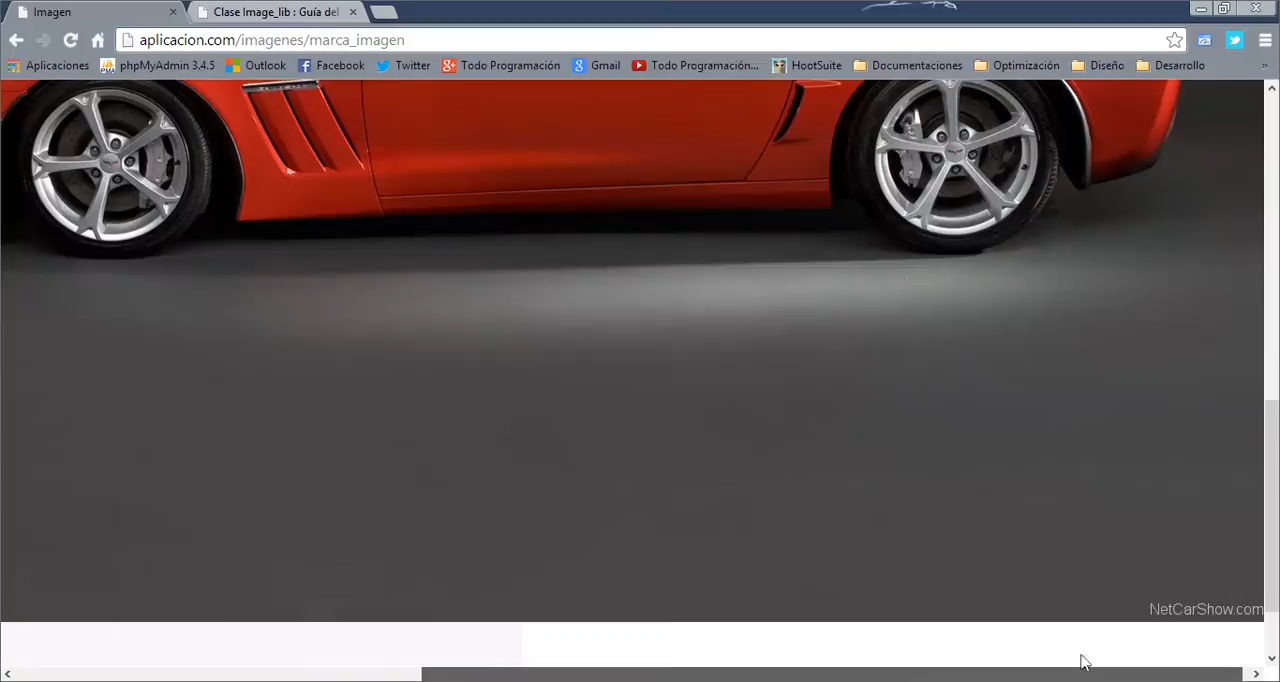 Imagen
Clase Image_lib : Guía del
aplicacion.com/imagenes/marca_imagen
Aplicaciones phpMyAdmin 3.4.5 Outlook Facebook Twitter Todo Programación Gmail Todo Programación... HootSuite Documentaciones Optimización Diseño Desarrollo »
NetCarShow.com